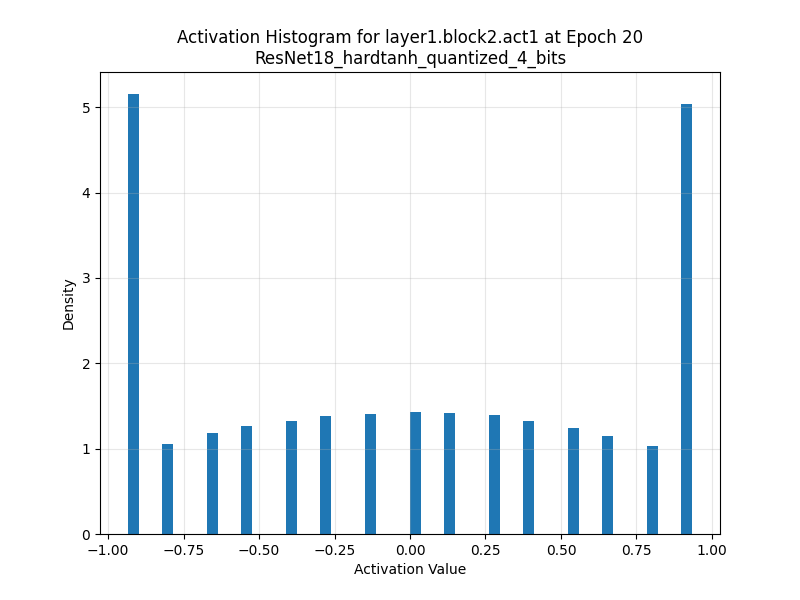 Activation Histogram for layer1.block2.act1 at Epoch 20
ResNet18_hardtanh_quantized_4_bits
Density
5
4
3
2
1
0
−1.00 −0.75 −0.50 −0.25 0.00 0.25 0.50 0.75 1.00
Activation Value